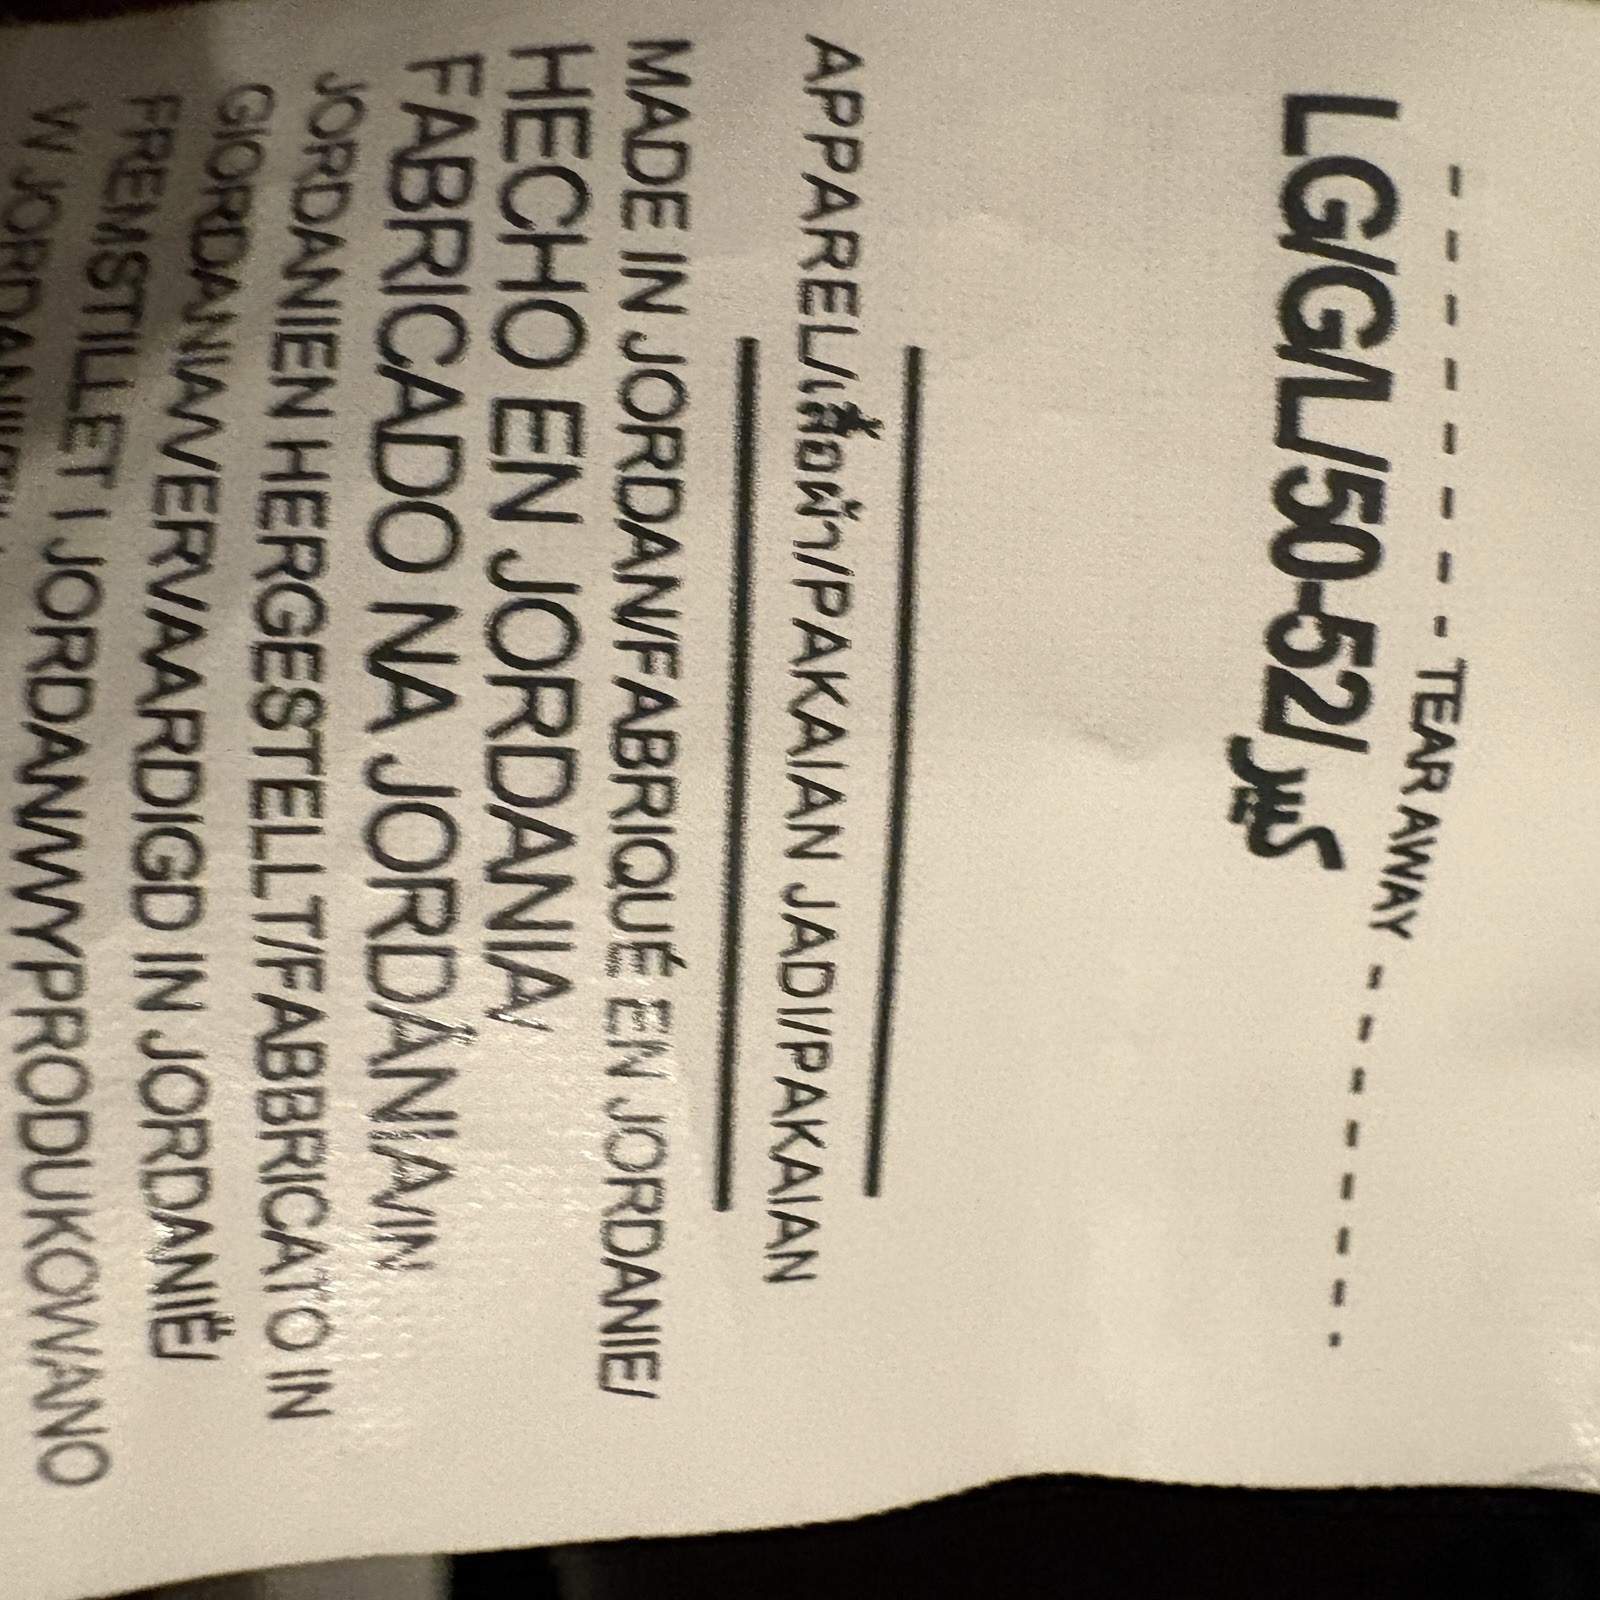 - - - - - - - TEAR AWAY - - - - - - - -
LG/G/L/50-52/كبير
APPAREL/เสื้อผ้า/PAKAIAN JADI/PAKAIAN
MADE IN JORDAN/FABRIQUÉ EN JORDANIE/
HECHO EN JORDANIA/
FABRICADO NA JORDÂNIA/IN
JORDANIEN HERGESTELLT/FABBRICATO IN
GIORDANIA/VERVAARDIGD IN JORDANIË/
FREMSTILLET I JORDAN/WYPRODUKOWANO
W JORDANII/